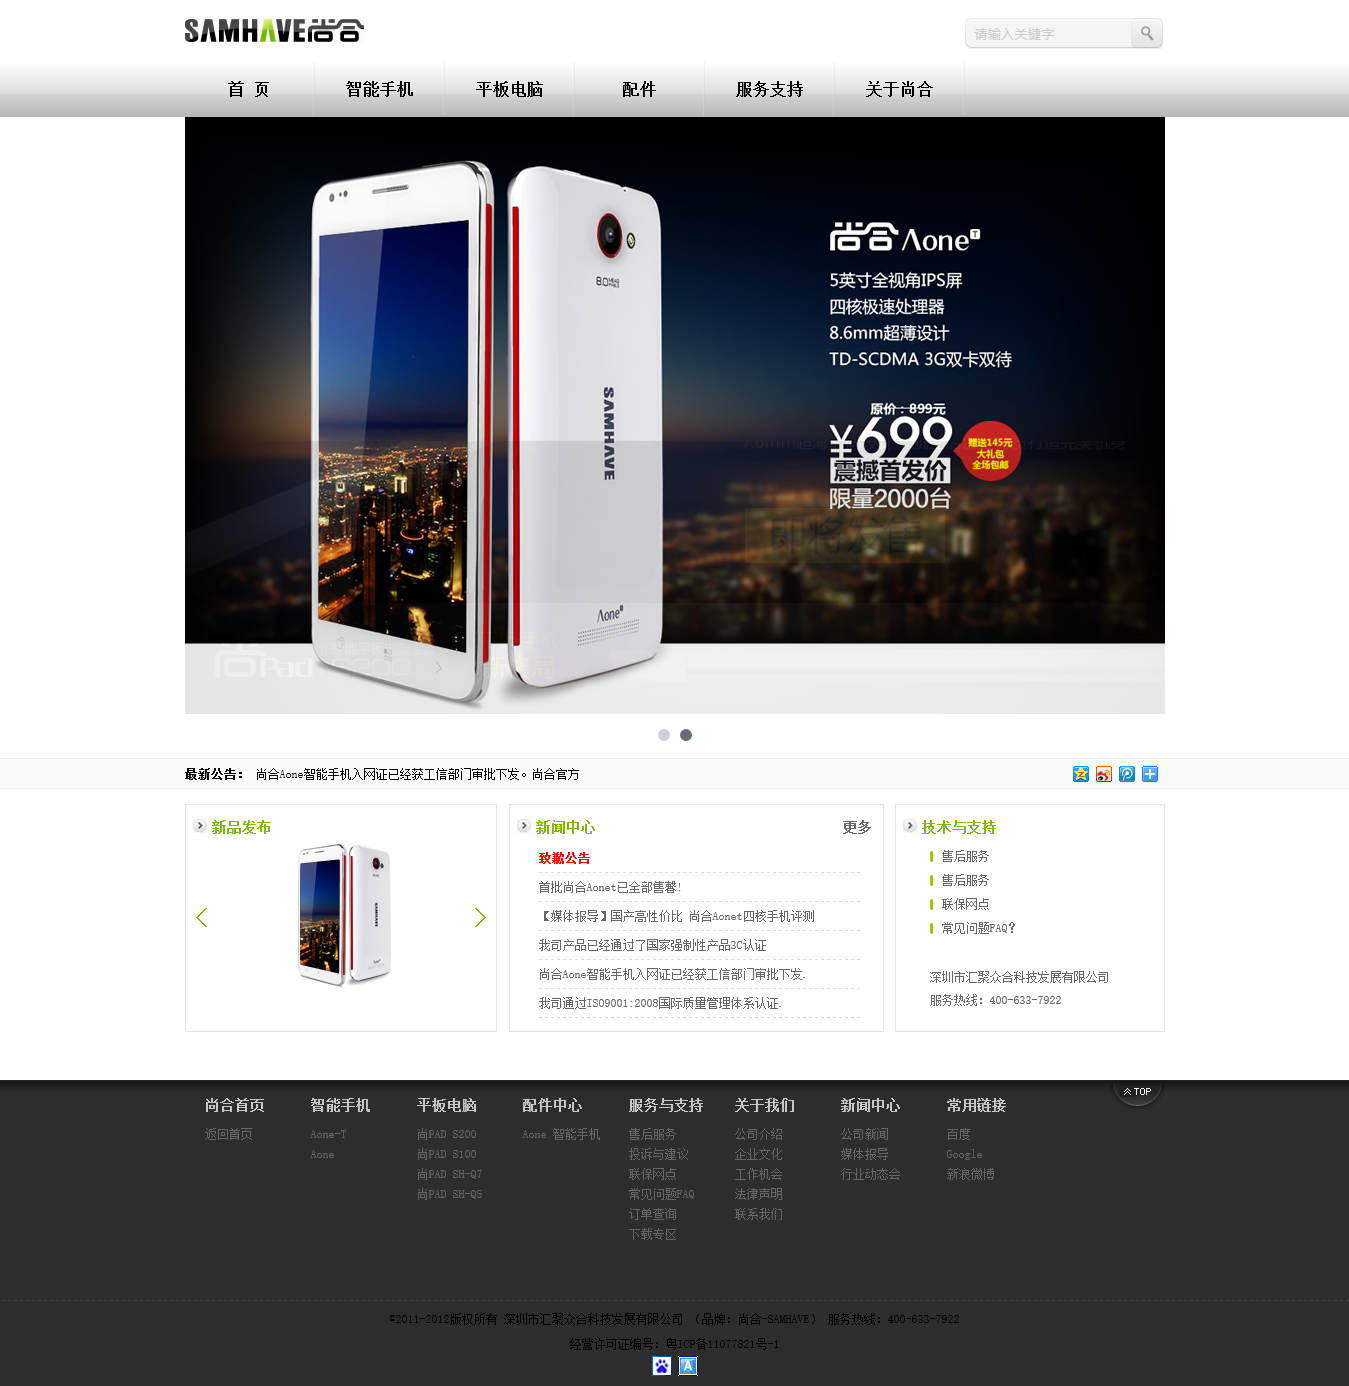 SAMHAVE尚合
请输入关键字
首 页
智能手机
平板电脑
配件
服务支持
关于尚合
尚合 Aone T
5英寸全视角IPS屏
四核极速处理器
8.6mm超薄设计
TD-SCDMA 3G双卡双待
原价：899元
¥699
震撼首发价
限量2000台
赠送145元
大礼包
全场包邮
即将发售
8.0 MEGA PIXELS
SAMHAVE
Aone
尚Pad S200
最新公告： 尚合Aone智能手机入网证已经获工信部门审批下发。尚合官方
新品发布
新闻中心
更多
致歉公告
首批尚合Aonet已全部售罄!
【媒体报导】国产高性价比 尚合Aonet四核手机评测
我司产品已经通过了国家强制性产品3C认证
尚合Aone智能手机入网证已经获工信部门审批下发.
我司通过ISO9001:2008国际质量管理体系认证.
技术与支持
售后服务
售后服务
联保网点
常见问题FAQ?
深圳市汇聚众合科技发展有限公司
服务热线: 400-633-7922
TOP
尚合首页
返回首页
智能手机
Aone-T
Aone
平板电脑
尚PAD S200
尚PAD S100
尚PAD SH-Q7
尚PAD SH-Q5
配件中心
Aone 智能手机
服务与支持
售后服务
投诉与建议
联保网点
常见问题FAQ
订单查询
下载专区
关于我们
公司介绍
企业文化
工作机会
法律声明
联系我们
新闻中心
公司新闻
媒体报导
行业动态会
常用链接
百度
Google
新浪微博
©2011-2012版权所有 深圳市汇聚众合科技发展有限公司 （品牌: 尚合-SAMHAVE） 服务热线: 400-633-7922
经营许可证编号: 粤ICP备11077821号-1